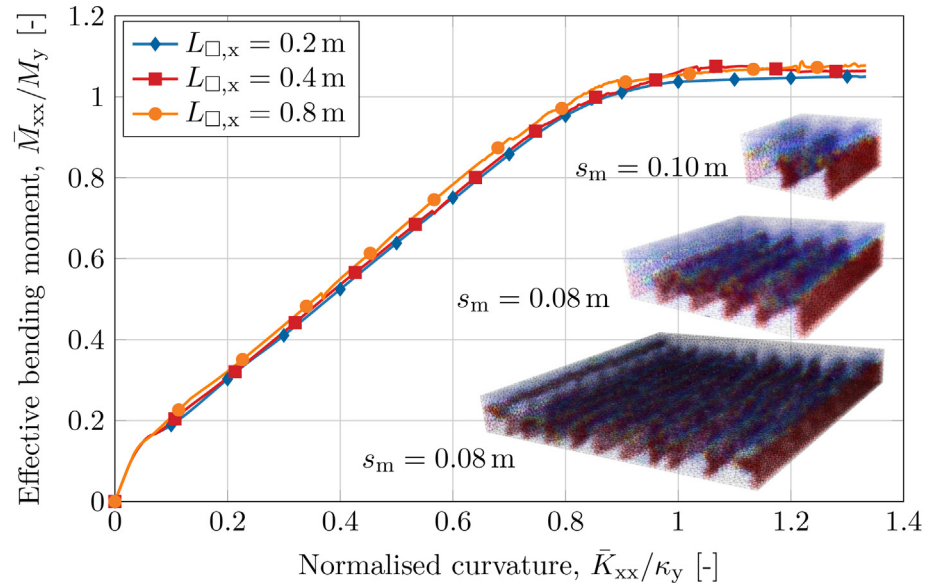 Effective bending moment, M̄xx/My [-]
1.2
1
0.8
0.6
0.4
0.2
0
L□,x = 0.2 m
L□,x = 0.4 m
L□,x = 0.8 m
sm = 0.10 m
sm = 0.08 m
sm = 0.08 m
0 0.2 0.4 0.6 0.8 1 1.2 1.4
Normalised curvature, K̄xx/κy [-]